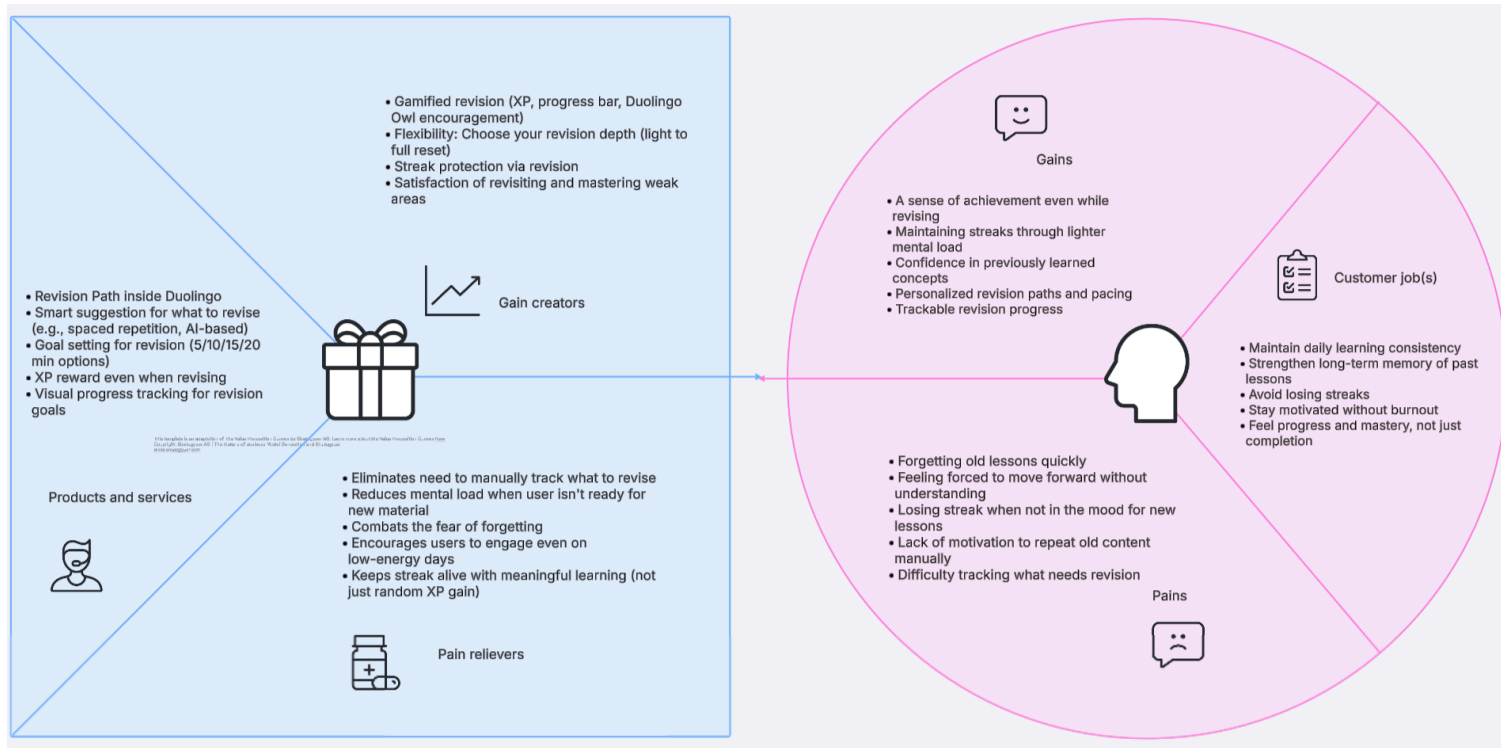 • Gamified revision (XP, progress bar, Duolingo
Owl encouragement)
• Flexibility: Choose your revision depth (light to
full reset)
• Streak protection via revision
• Satisfaction of revisiting and mastering weak
areas
Gain creators
• Revision Path inside Duolingo
• Smart suggestion for what to revise
(e.g., spaced repetition, AI-based)
• Goal setting for revision (5/10/15/20
min options)
• XP reward even when revising
• Visual progress tracking for revision
goals
Products and services
• Eliminates need to manually track what to revise
• Reduces mental load when user isn't ready for
new material
• Combats the fear of forgetting
• Encourages users to engage even on
low-energy days
• Keeps streak alive with meaningful learning (not
just random XP gain)
Pain relievers
Gains
• A sense of achievement even while
revising
• Maintaining streaks through lighter
mental load
• Confidence in previously learned
concepts
• Personalized revision paths and pacing
• Trackable revision progress
Customer job(s)
• Maintain daily learning consistency
• Strengthen long-term memory of past
lessons
• Avoid losing streaks
• Stay motivated without burnout
• Feel progress and mastery, not just
completion
• Forgetting old lessons quickly
• Feeling forced to move forward without
understanding
• Losing streak when not in the mood for new
lessons
• Lack of motivation to repeat old content
manually
• Difficulty tracking what needs revision
Pains